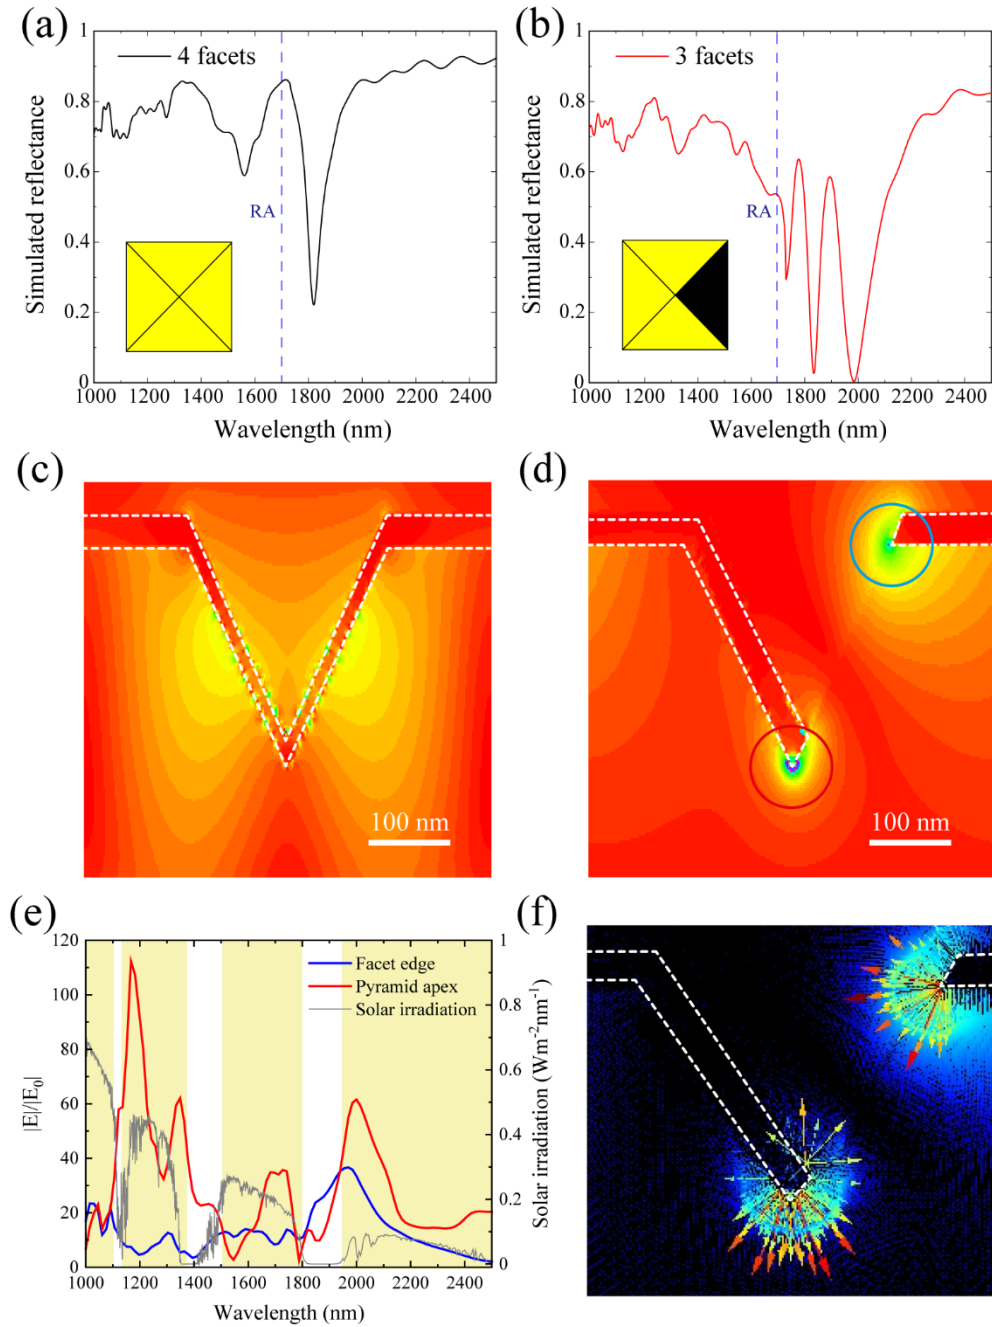 (a)
4 facets
RA
Simulated reflectance
1
0.8
0.6
0.4
0.2
0
1000 1200 1400 1600 1800 2000 2200 2400
Wavelength (nm)
(b)
3 facets
RA
Simulated reflectance
1
0.8
0.6
0.4
0.2
0
1000 1200 1400 1600 1800 2000 2200 2400
Wavelength (nm)
(c)
100 nm
(d)
100 nm
(e)
Facet edge
Pyramid apex
Solar irradiation
|E|/|E₀|
120
100
80
60
40
20
0
1
0.8
0.6
0.4
0.2
0
Solar irradiation (Wm⁻²nm⁻¹)
1000 1200 1400 1600 1800 2000 2200 2400
Wavelength (nm)
(f)